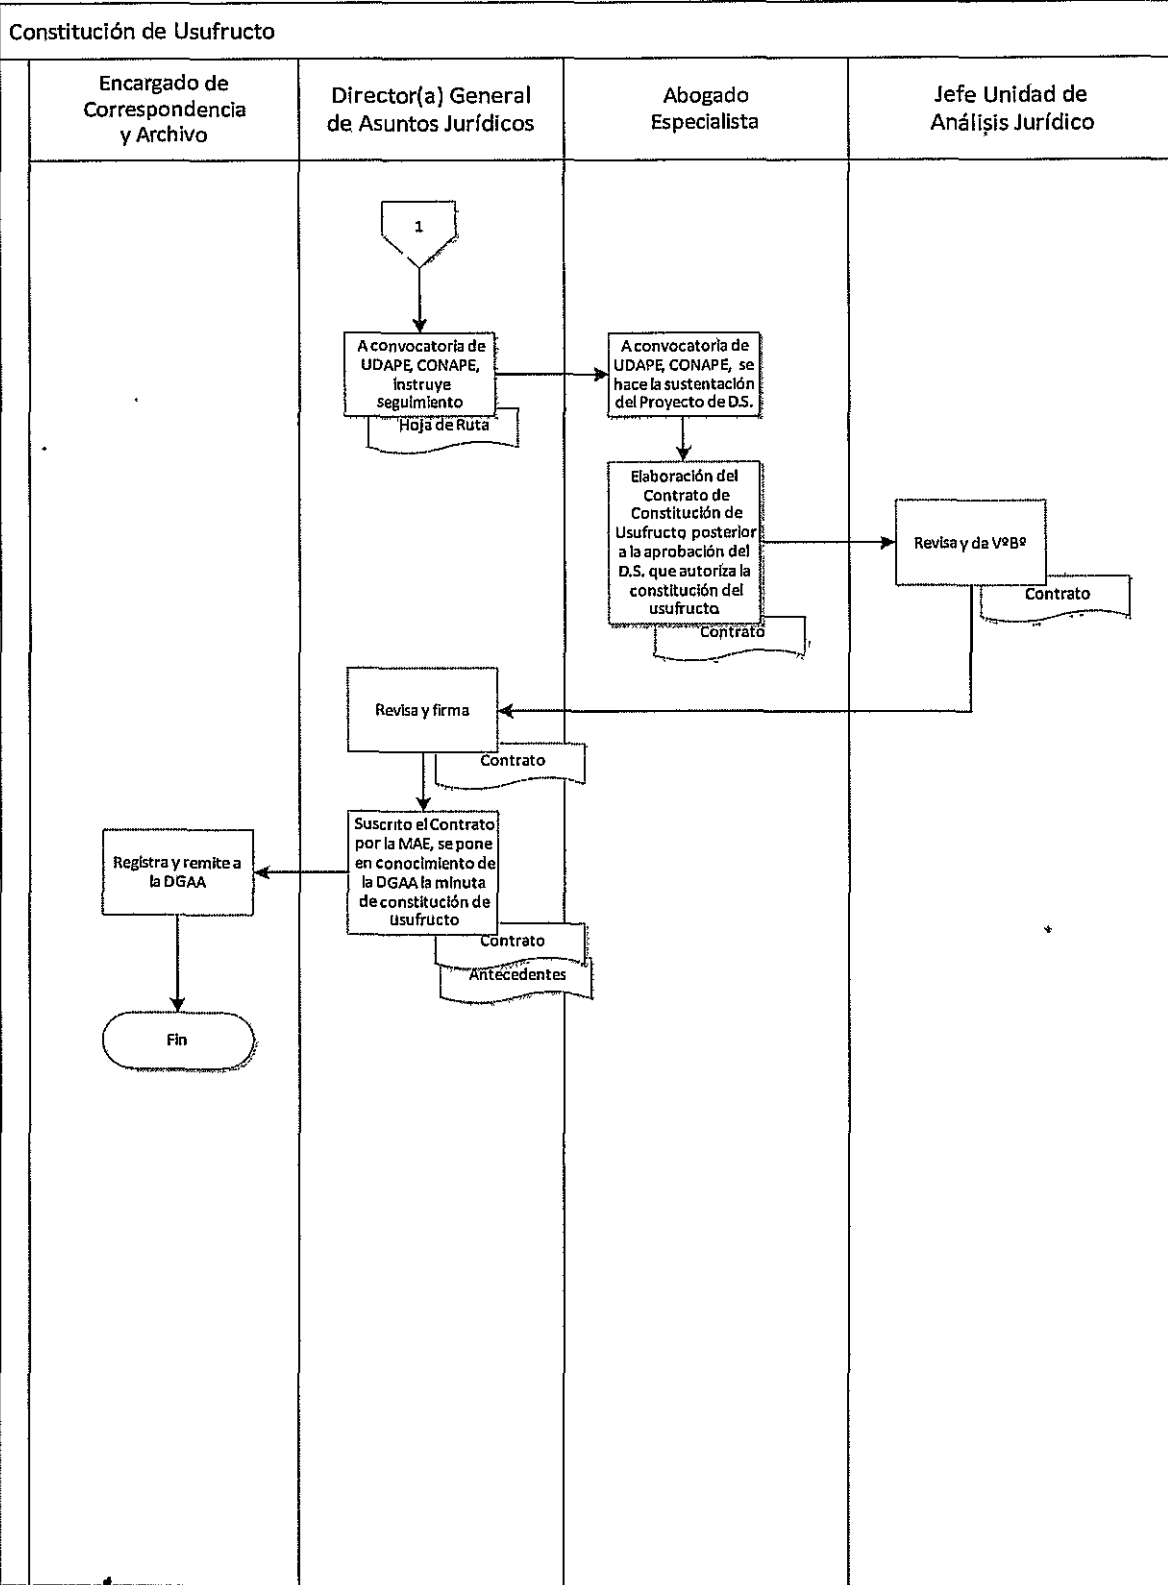 Constitución de Usufructo
Encargado de
Correspondencia
y Archivo
Director(a) General
de Asuntos Jurídicos
Abogado
Especialista
Jefe Unidad de
Análisis Jurídico
1
A convocatoria de
UDAPE, CONAPE,
instruye
seguimiento
Hoja de Ruta
A convocatoria de
UDAPE, CONAPE, se
hace la sustentación
del Proyecto de D.S.
Elaboración del
Contrato de
Constitución de
Usufructo posterior
a la aprobación del
D.S. que autoriza la
constitución del
usufructo
Contrato
Revisa y da VºBº
Contrato
Revisa y firma
Contrato
Suscrito el Contrato
por la MAE, se pone
en conocimiento de
la DGAA la minuta
de constitución de
usufructo
Contrato
Antecedentes
Registra y remite a
la DGAA
Fin